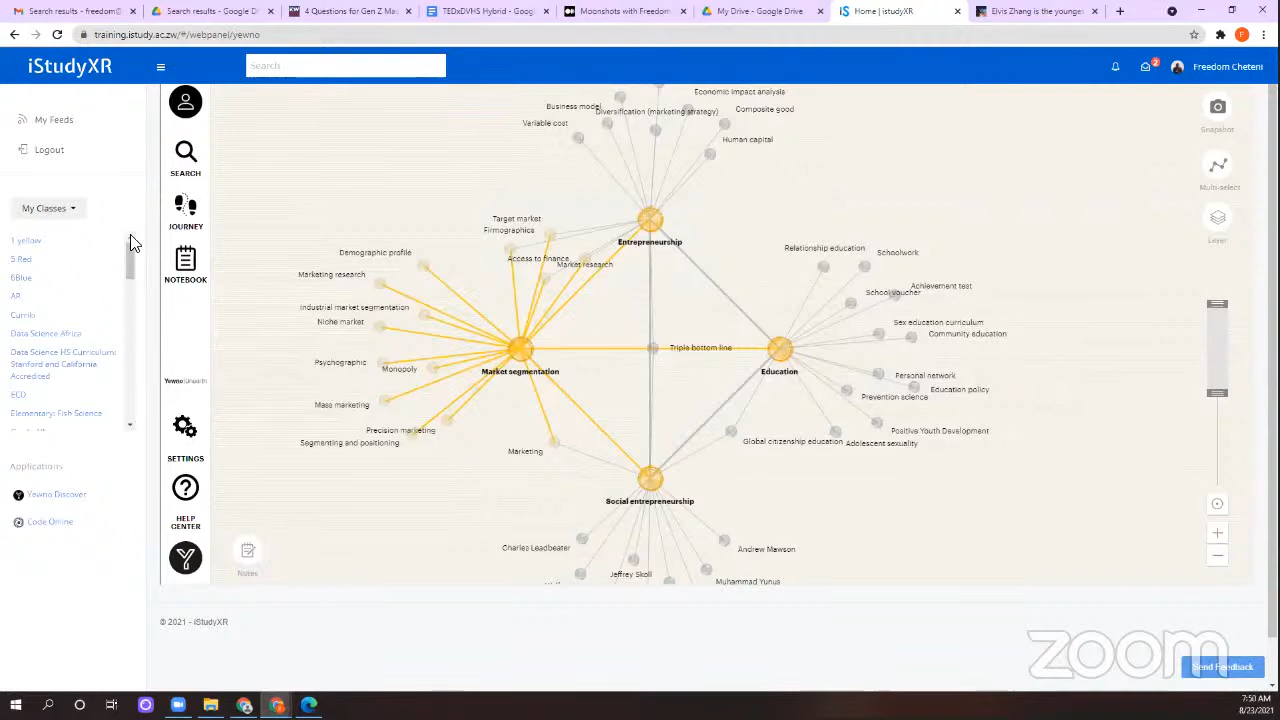 Search results - freedom@
Search results - Google Dr
4 Questions for Gen Z Ma
TEDxDVHS Hybrid - Goog
Moonshots with Freedom
My Drive - Google Drive
iS Home | istudyXR
Elvis Zhang is the younges
training.istudy.ac.zw/#/webpanel/yewno
F
iStudyXR
Search
2
Freedom Cheteni
My Feeds
Logout
My Classes
1 yellow
5 Red
6Blue
AR
Curriki
Data Science Africa
Data Science HS Curriculum:
Stanford and California
Accredited
ECD
Elementary: Fish Science
Applications
Yewno Discover
Code Online
SEARCH
JOURNEY
NOTEBOOK
Yewno | Unearth
SETTINGS
HELP
CENTER
Economic impact analysis
Business model
Diversification (marketing strategy)
Composite good
Variable cost
Human capital
Target market
Firmographics
Entrepreneurship
Demographic profile
Access to finance
Market research
Marketing research
Industrial market segmentation
Niche market
Psychographic
Monopoly
Market segmentation
Mass marketing
Precision marketing
Segmenting and positioning
Marketing
Triple bottom line
Relationship education
Schoolwork
Achievement test
School voucher
Sex education curriculum
Community education
Education
Personal network
Education policy
Prevention science
Positive Youth Development
Global citizenship education
Adolescent sexuality
Social entrepreneurship
Charles Leadbeater
Andrew Mawson
Jeffrey Skoll
Muhammad Yunus
Notes
Snapshot
Multi-select
Layer
© 2021 - iStudyXR
zoom
Send Feedback
7:50 AM
8/23/2021